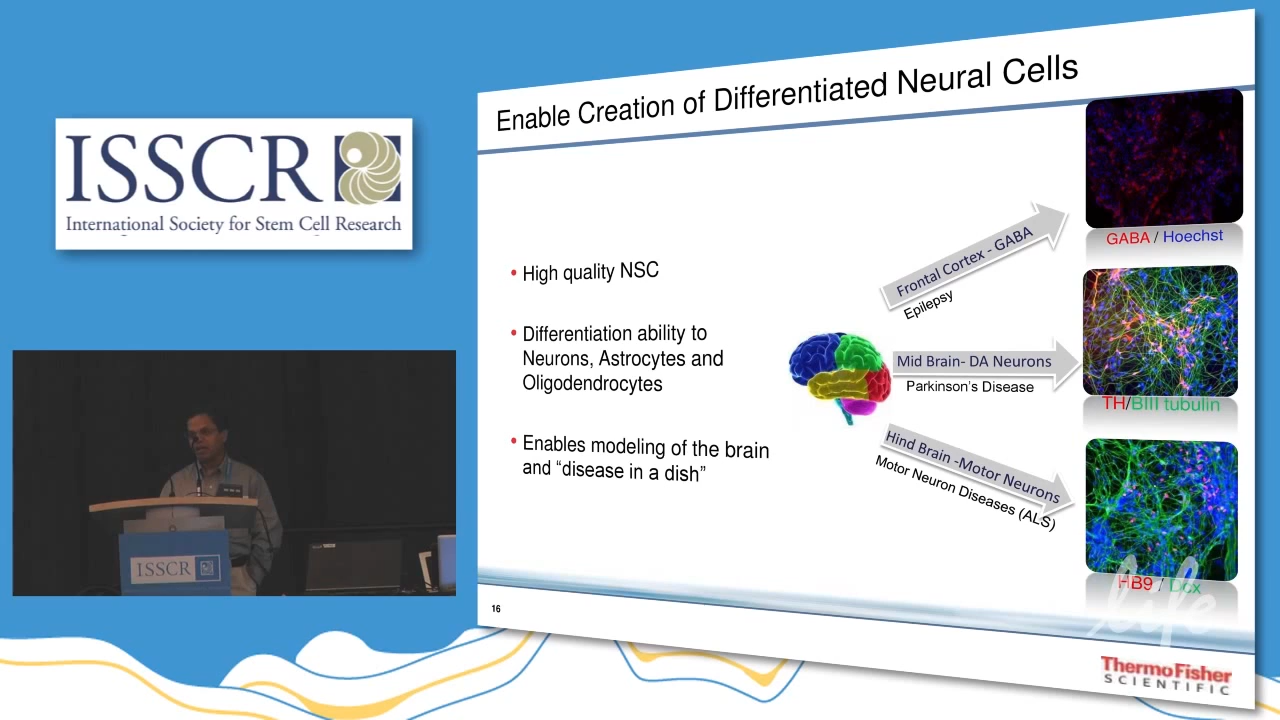 ISSCR
International Society for Stem Cell Research
ISSCR
Enable Creation of Differentiated Neural Cells
• High quality NSC
• Differentiation ability to
Neurons, Astrocytes and
Oligodendrocytes
• Enables modeling of the brain
and “disease in a dish”
Frontal Cortex - GABA
Epilepsy
Mid Brain- DA Neurons
Parkinson's Disease
Hind Brain -Motor Neurons
Motor Neuron Diseases (ALS)
GABA / Hoechst
TH/BIII tubulin
HB9 / Dcx
life
16
ThermoFisher
SCIENTIFIC